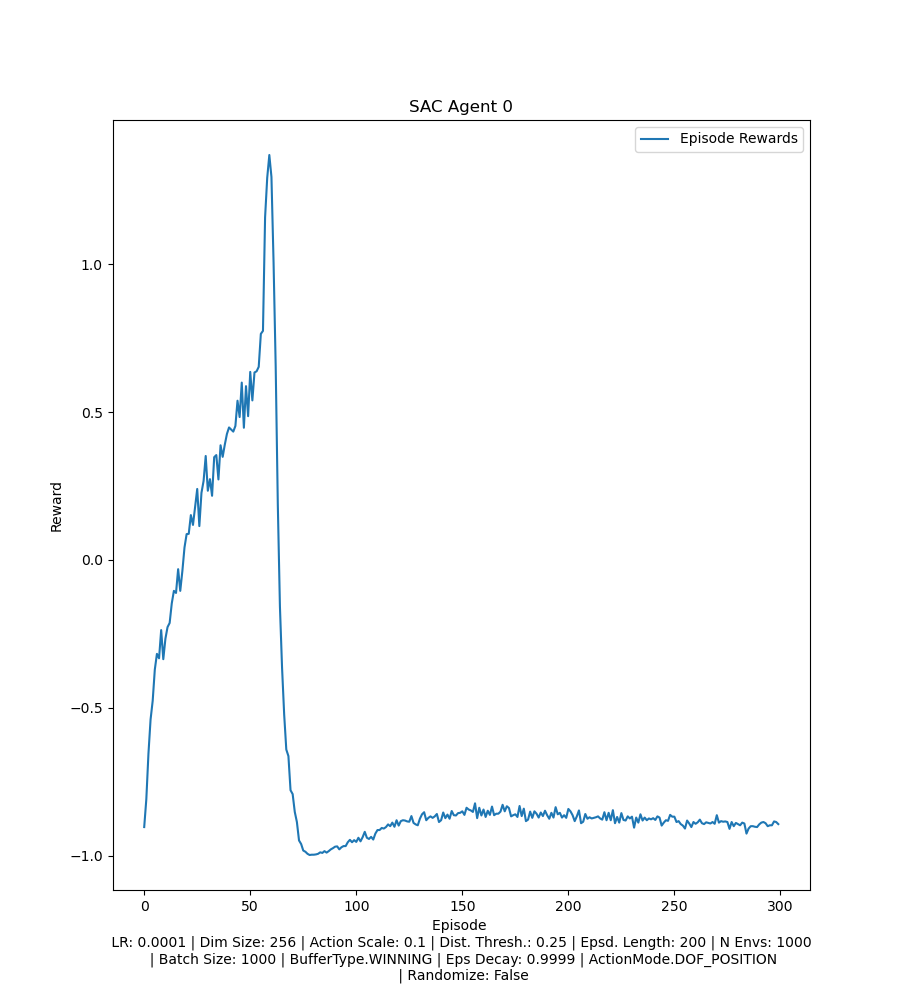 SAC Agent 0
Episode Rewards
1.0
0.5
0.0
−0.5
−1.0
Reward
0 50 100 150 200 250 300
Episode
LR: 0.0001 | Dim Size: 256 | Action Scale: 0.1 | Dist. Thresh.: 0.25 | Epsd. Length: 200 | N Envs: 1000
| Batch Size: 1000 | BufferType.WINNING | Eps Decay: 0.9999 | ActionMode.DOF_POSITION
| Randomize: False